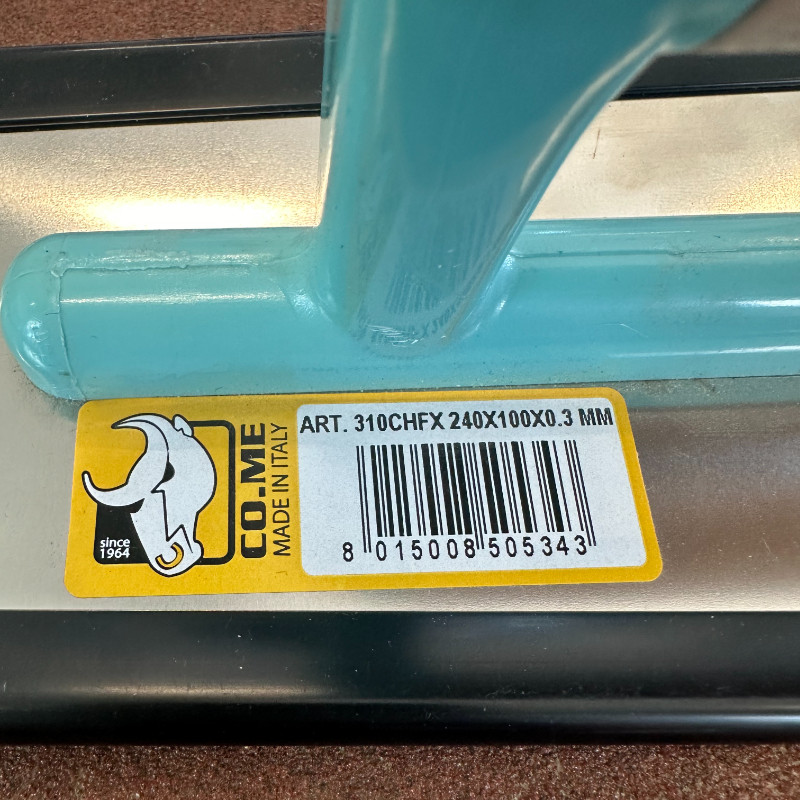 ART. 310CHFX 240X100X0.3 MM
8 015008 505343
CO.ME
MADE IN ITALY
since
1964